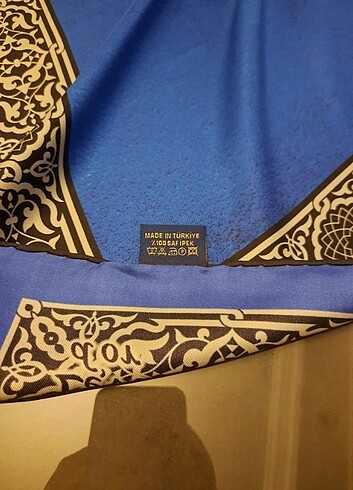 MADE IN TÜRKİYE
%100 SAF İPEK